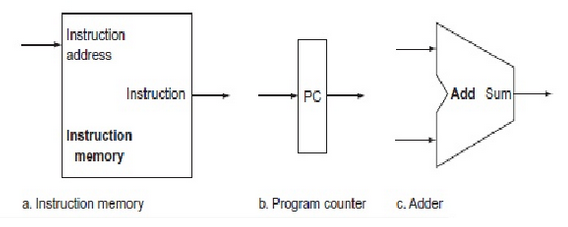 Instruction
address
Instruction
Instruction
memory
PC
Add Sum
a. Instruction memory
b. Program counter
c. Adder